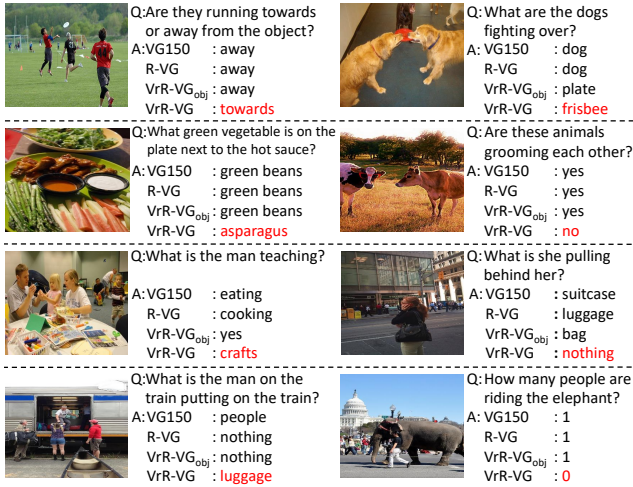 Q:Are they running towards
or away from the object?
A:VG150 : away
R-VG : away
VrR-VGobj : away
VrR-VG : towards
Q:What are the dogs
fighting over?
A:VG150 : dog
R-VG : dog
VrR-VGobj : plate
VrR-VG : frisbee
Q:What green vegetable is on the
plate next to the hot sauce?
A:VG150 : green beans
R-VG : green beans
VrR-VGobj : green beans
VrR-VG : asparagus
Q:Are these animals
grooming each other?
A:VG150 : yes
R-VG : yes
VrR-VGobj : yes
VrR-VG : no
Q:What is the man teaching?
A:VG150 : eating
R-VG : cooking
VrR-VGobj : yes
VrR-VG : crafts
Q:What is she pulling
behind her?
A:VG150 : suitcase
R-VG : luggage
VrR-VGobj : bag
VrR-VG : nothing
Q:What is the man on the
train putting on the train?
A:VG150 : people
R-VG : nothing
VrR-VGobj : nothing
VrR-VG : luggage
Q:How many people are
riding the elephant?
A:VG150 : 1
R-VG : 1
VrR-VGobj : 1
VrR-VG : 0